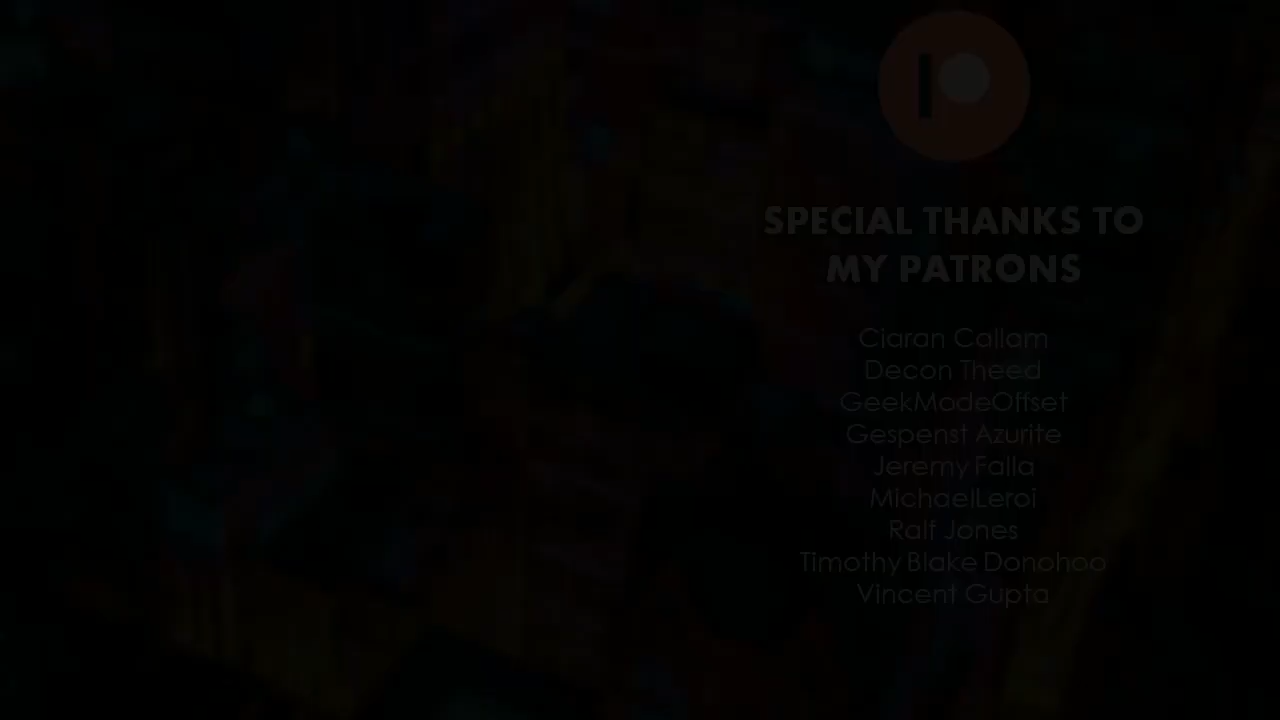 SPECIAL THANKS TO
MY PATRONS
Ciaran Callam
Decon Theed
GeekModeOffset
Gespenst Azurite
Jeremy Falla
MichaelLeroi
Ralf Jones
Timothy Blake Donohoo
Vincent Gupta